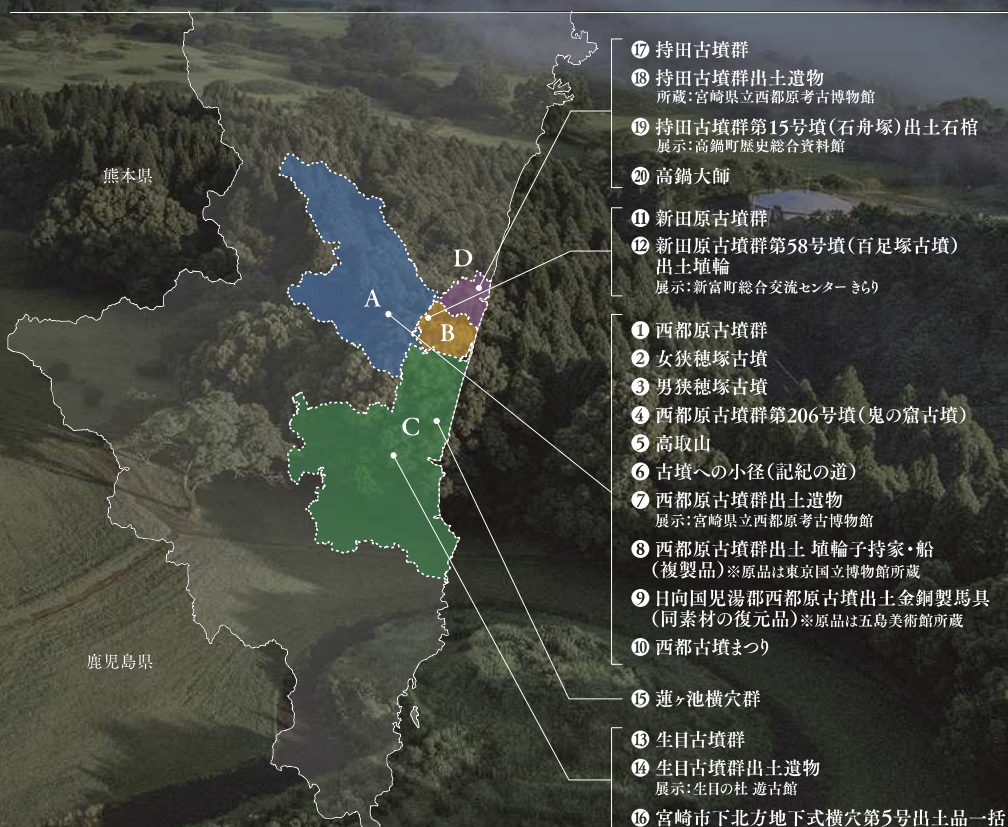 熊本県
鹿児島県
A
B
C
D
⓱ 持田古墳群
⓲ 持田古墳群出土遺物
所蔵：宮崎県立西都原考古博物館
⓳ 持田古墳群第15号墳（石舟塚）出土石棺
展示：高鍋町歴史総合資料館
⓴ 高鍋大師
⓫ 新田原古墳群
⓬ 新田原古墳群第58号墳（百足塚古墳）
出土埴輪
展示：新富町総合交流センター きらり
❶ 西都原古墳群
❷ 女狭穂塚古墳
❸ 男狭穂塚古墳
❹ 西都原古墳群第206号墳（鬼の窟古墳）
❺ 高取山
❻ 古墳への小径（記紀の道）
❼ 西都原古墳群出土遺物
展示：宮崎県立西都原考古博物館
❽ 西都原古墳群出土 埴輪子持家・船
（複製品）※原品は東京国立博物館所蔵
❾ 日向国児湯郡西都原古墳出土金銅製馬具
（同素材の復元品）※原品は五島美術館所蔵
❿ 西都古墳まつり
⓯ 蓮ヶ池横穴群
⓭ 生目古墳群
⓮ 生目古墳群出土遺物
展示：生目の杜 遊古館
⓰ 宮崎市下北方地下式横穴第5号出土品一括